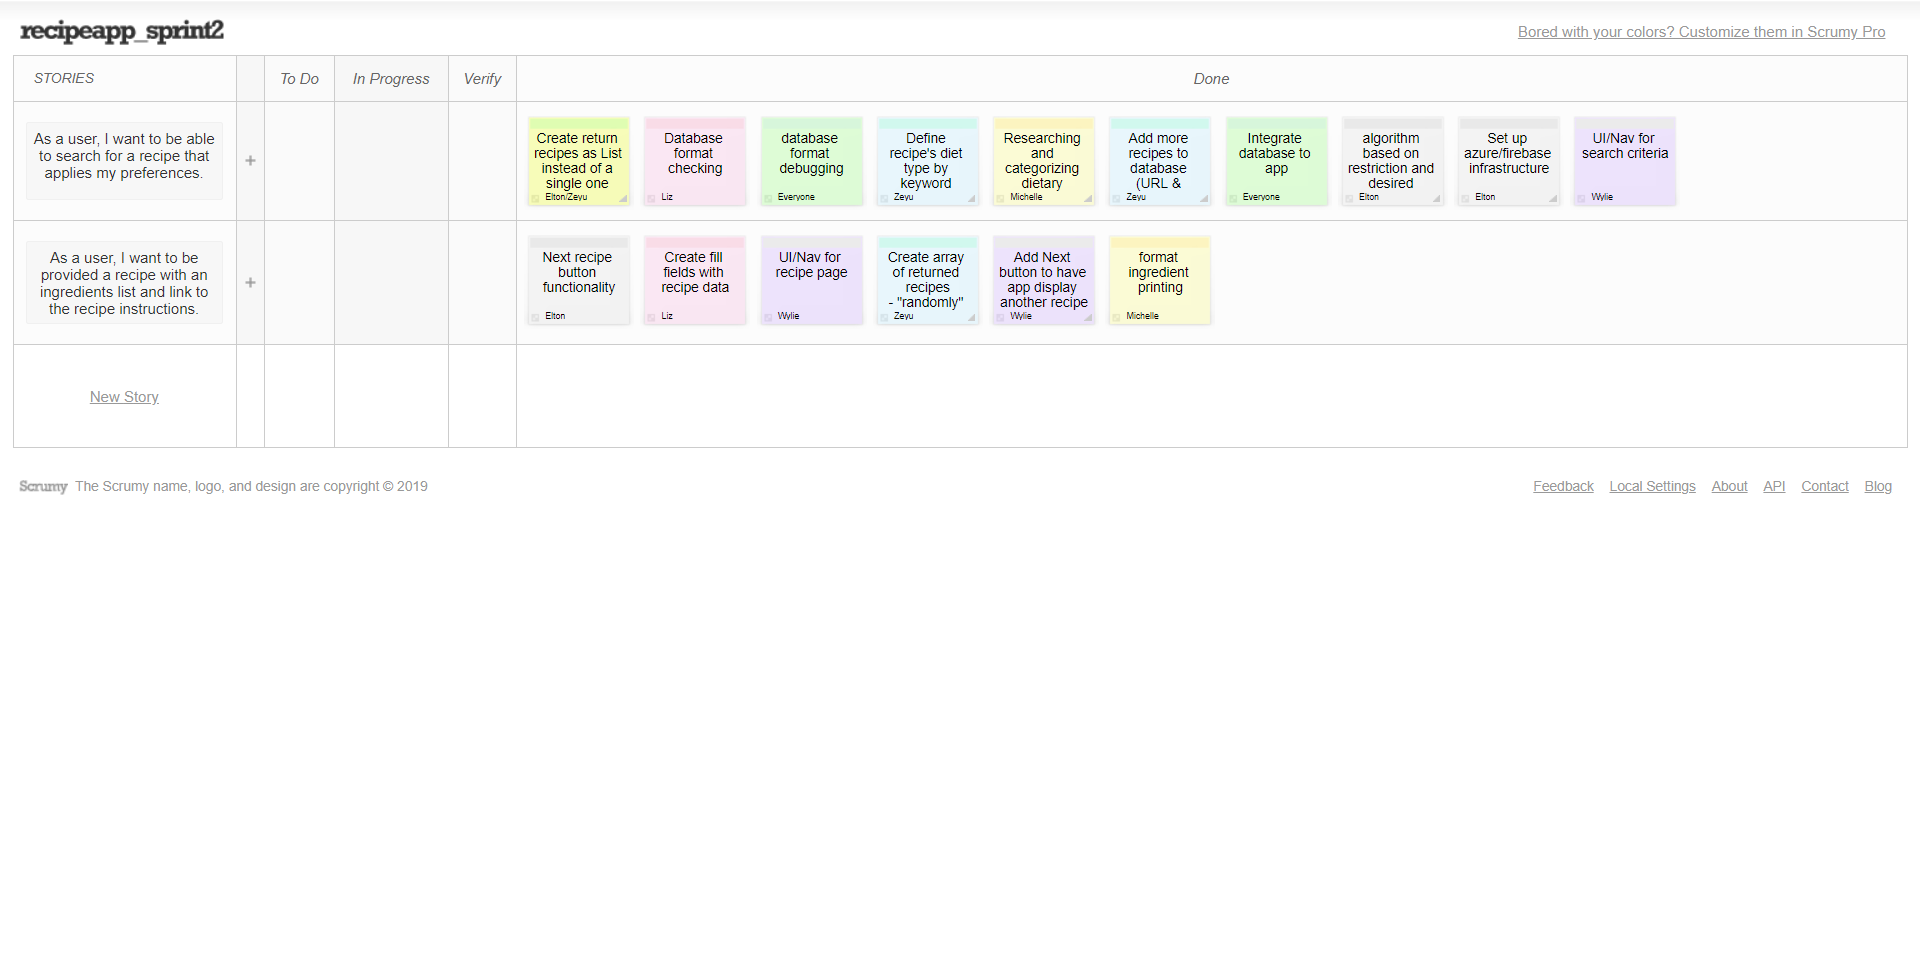 recipeapp_sprint2
Bored with your colors? Customize them in Scrumy Pro
STORIES
To Do
In Progress
Verify
Done
As a user, I want to be able
to search for a recipe that
applies my preferences.
+
Create return
recipes as List
instead of a
single one
Elton/Zeyu
Database
format
checking
Liz
database
format
debugging
Everyone
Define
recipe's diet
type by
keyword
Zeyu
Researching
and
categorizing
dietary
Michelle
Add more
recipes to
database
(URL &
Zeyu
Integrate
database to
app
Everyone
algorithm
based on
restriction and
desired
Elton
Set up
azure/firebase
infrastructure
Elton
UI/Nav for
search criteria
Wylie
As a user, I want to be
provided a recipe with an
ingredients list and link to
the recipe instructions.
+
Next recipe
button
functionality
Elton
Create fill
fields with
recipe data
Liz
UI/Nav for
recipe page
Wylie
Create array
of returned
recipes
- "randomly"
Zeyu
Add Next
button to have
app display
another recipe
Wylie
format
ingredient
printing
Michelle
New Story
Scrumy The Scrumy name, logo, and design are copyright © 2019
Feedback Local Settings About API Contact Blog